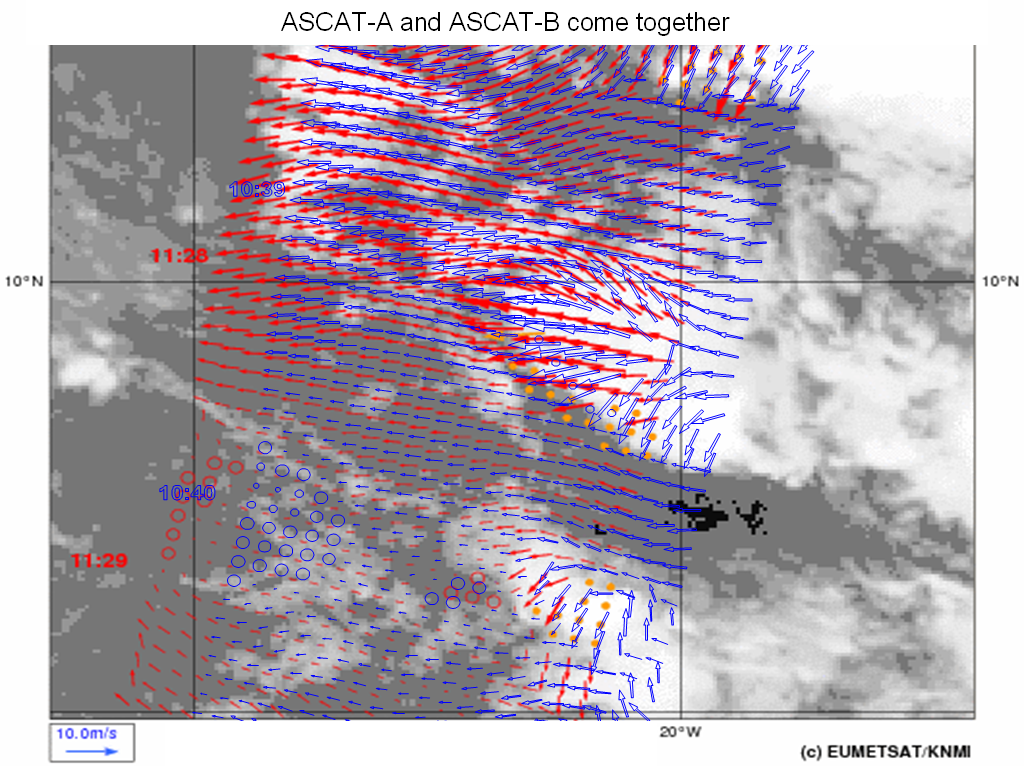 ASCAT-A and ASCAT-B come together
10:39
11:28
10°N
10°N
10:40
11:29
10.0m/s
20°W
(c) EUMETSAT/KNMI